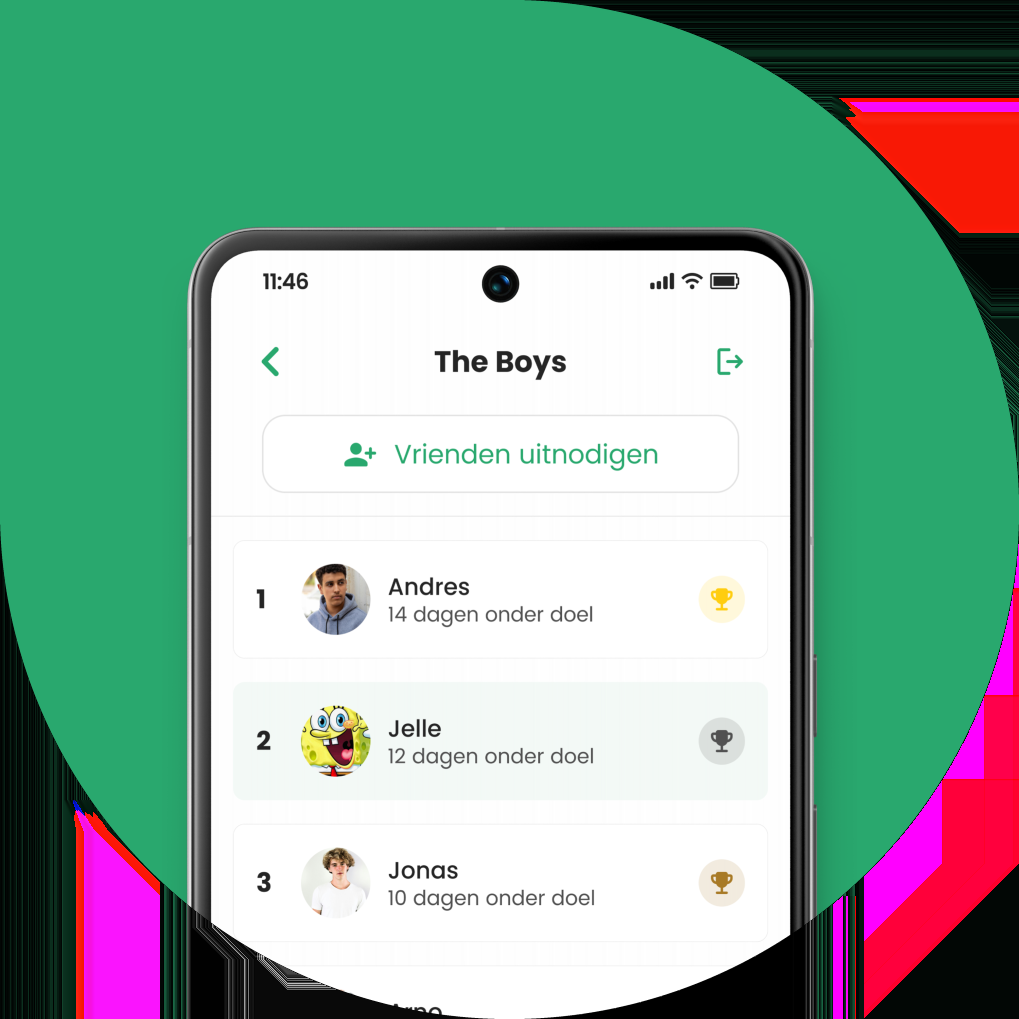 11:46
The Boys
Vrienden uitnodigen
1
Andres
14 dagen onder doel
2
Jelle
12 dagen onder doel
3
Jonas
10 dagen onder doel